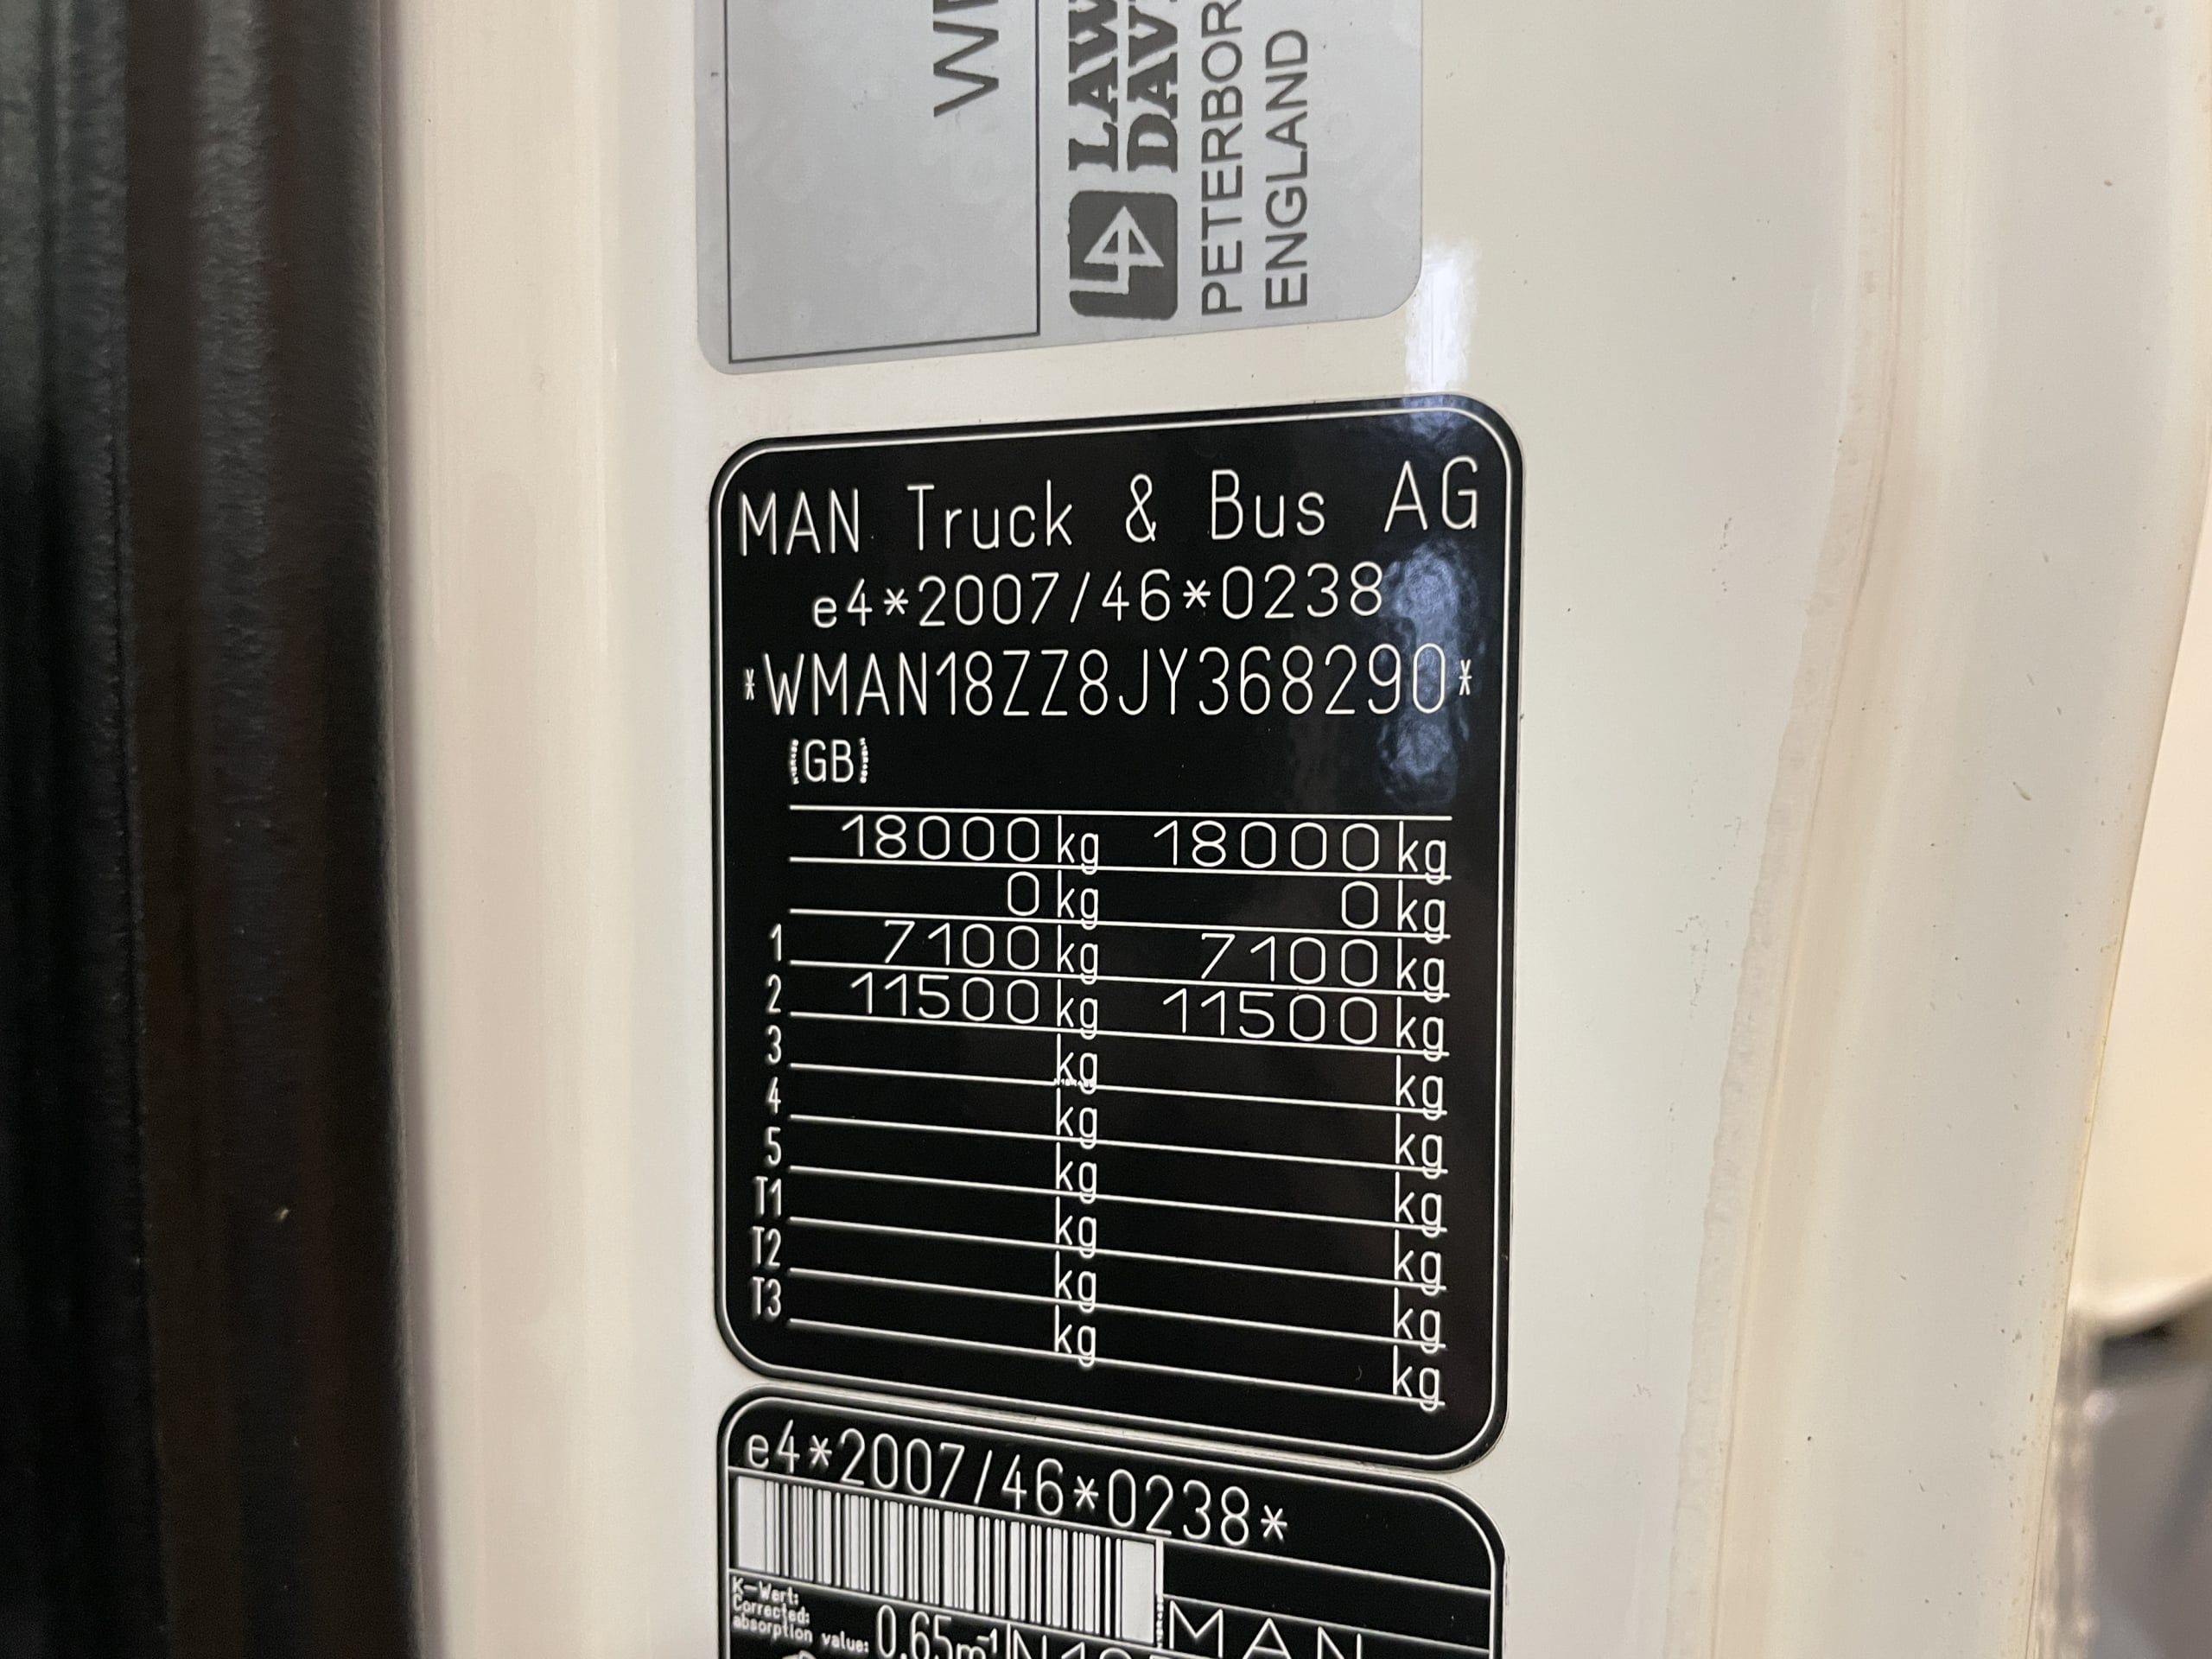 PETERBOR
ENGLAND
MAN Truck & Bus AG
e4*2007/46*0238
*WMAN18ZZ8JY368290*
(GB)
18000 kg 18000 kg
0 kg 0 kg
1 7100 kg 7100 kg
2 11500 kg 11500 kg
3 kg kg
4 kg kg
5 kg kg
T1 kg kg
T2 kg kg
T3 kg kg
e4*2007/46*0238*
K-Wert:
Corrected:
absorption value: 0.65m-1
MAN